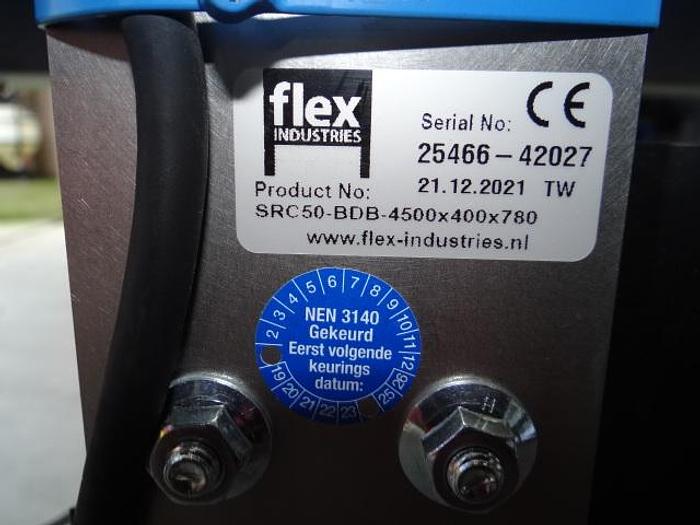 flex
INDUSTRIES
CE
Serial No:
25466-42027
21.12.2021 TW
Product No:
SRC50-BDB-4500x400x780
www.flex-industries.nl
2 3 4 5 6 7 8 9 10 11 12
NEN 3140
Gekeurd
Eerst volgende
keurings
datum:
19 20 21 22 23 25 26
H